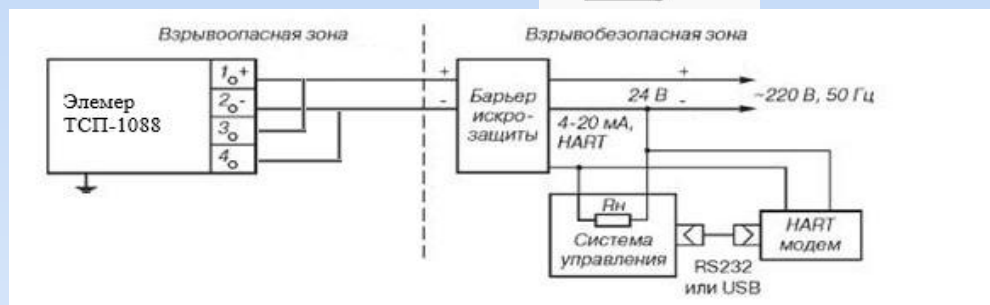 Взрывоопасная зона
Взрывобезопасная зона
Элемер
ТСП-1088
1 +
2 -
3
4
+
-
Барьер
искро-
защиты
+
24 В -
~220 В, 50 Гц
4-20 мА,
HART
Rн
Система
управления
HART
модем
RS232
или USB